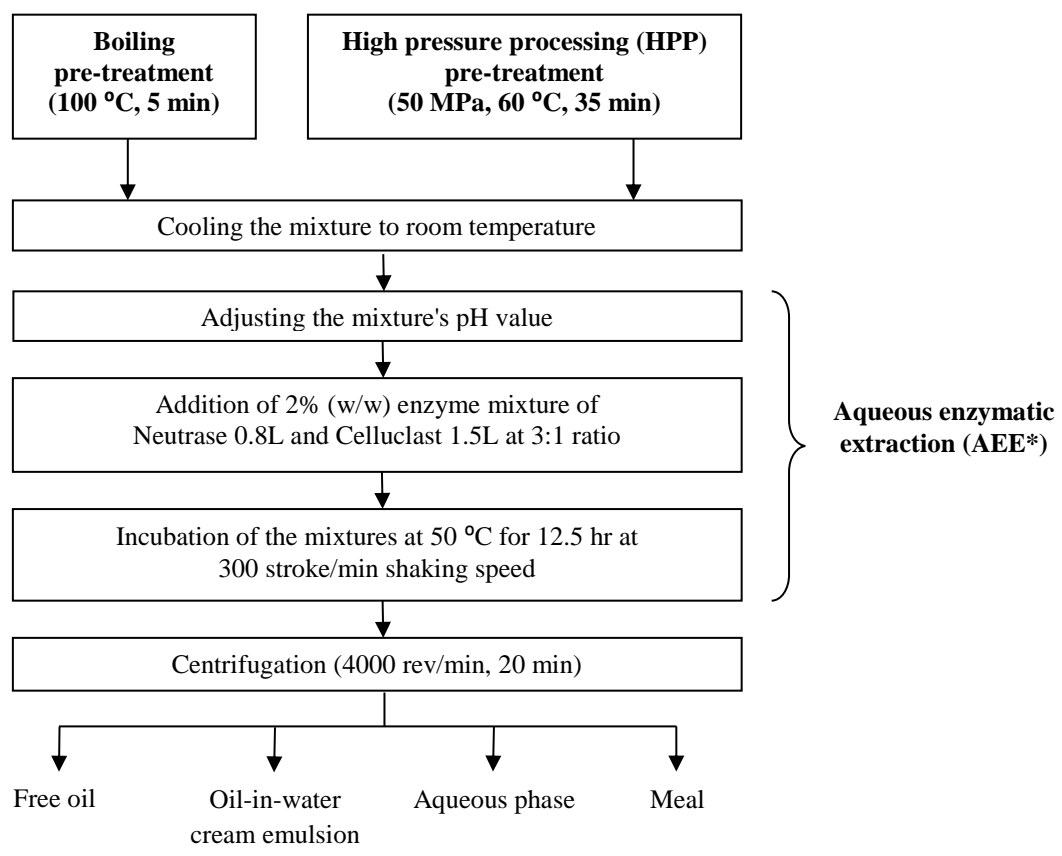 Boiling
pre-treatment
(100 ⁰C, 5 min)
High pressure processing (HPP)
pre-treatment
(50 MPa, 60 ⁰C, 35 min)
Cooling the mixture to room temperature
Adjusting the mixture's pH value
Addition of 2% (w/w) enzyme mixture of
Neutrase 0.8L and Celluclast 1.5L at 3:1 ratio
Incubation of the mixtures at 50 ⁰C for 12.5 hr at
300 stroke/min shaking speed
Aqueous enzymatic
extraction (AEE*)
Centrifugation (4000 rev/min, 20 min)
Free oil
Oil-in-water
cream emulsion
Aqueous phase
Meal